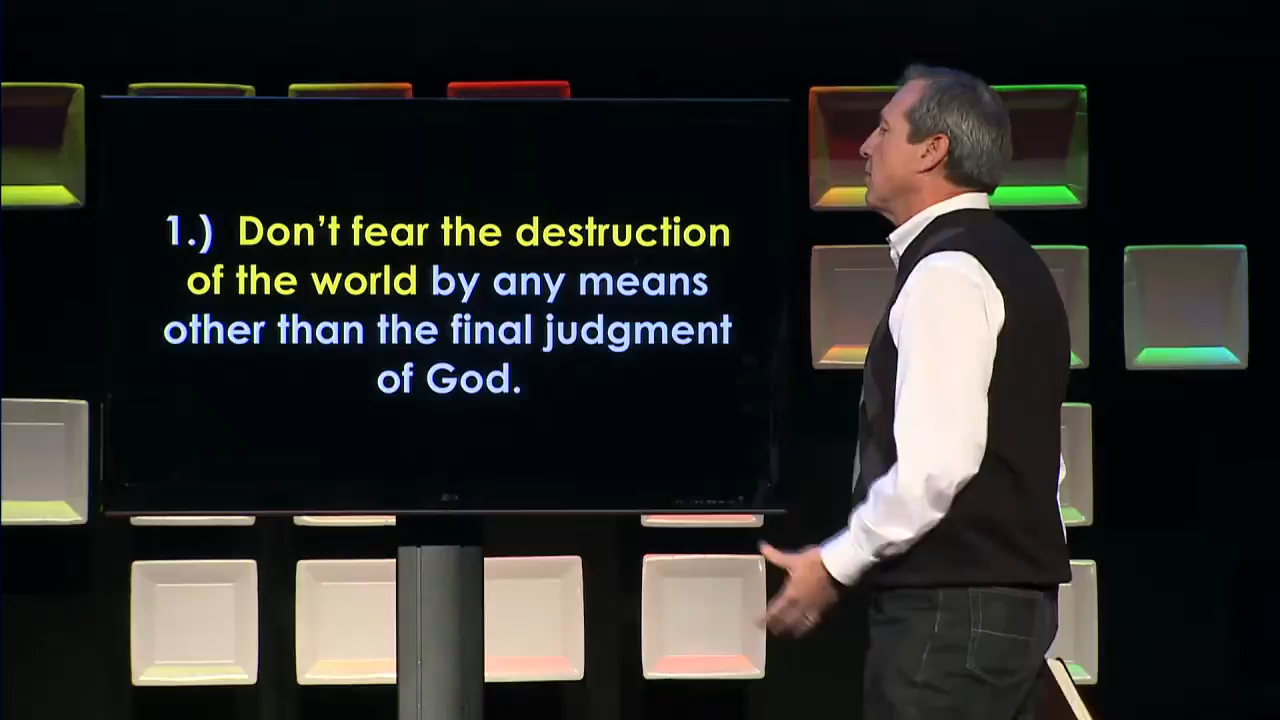 1.) Don't fear the destruction
of the world by any means
other than the final judgment
of God.